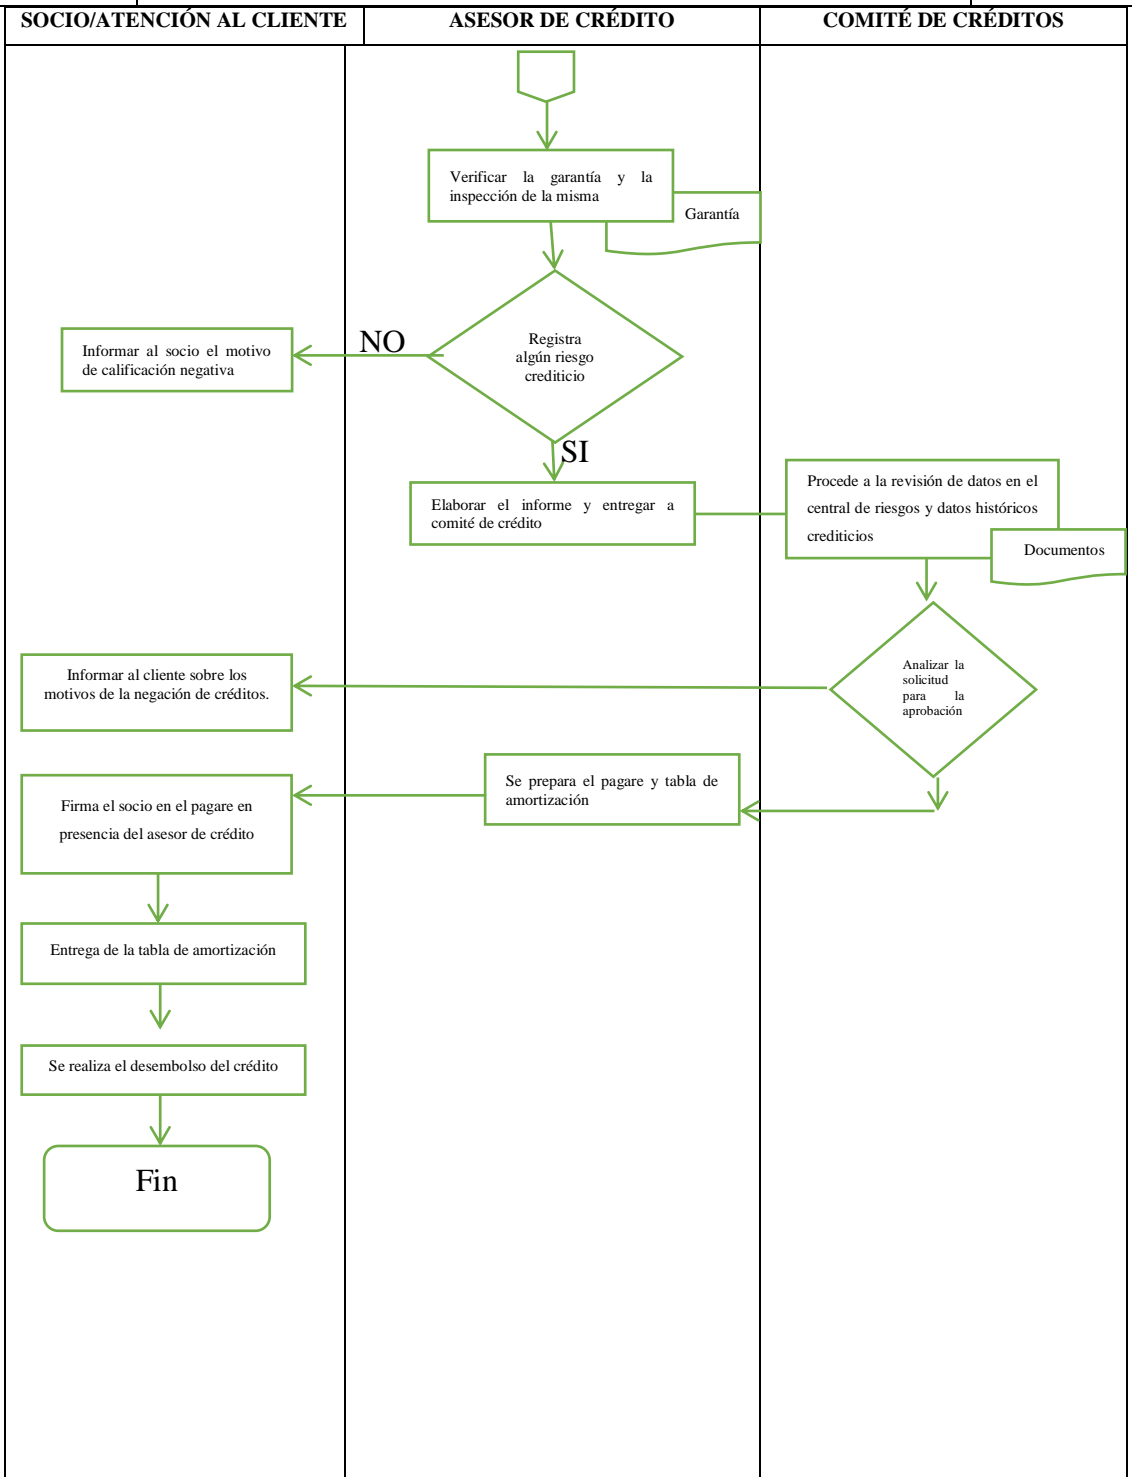 SOCIO/ATENCIÓN AL CLIENTE
ASESOR DE CRÉDITO
COMITÉ DE CRÉDITOS
Verificar la garantía y la
inspección de la misma
Garantía
Registra
algún riesgo
crediticio
NO
Informar al socio el motivo
de calificación negativa
SI
Elaborar el informe y entregar a
comité de crédito
Procede a la revisión de datos en el
central de riesgos y datos históricos
crediticios
Documentos
Analizar la
solicitud
para la
aprobación
Informar al cliente sobre los
motivos de la negación de créditos.
Se prepara el pagare y tabla de
amortización
Firma el socio en el pagare en
presencia del asesor de crédito
Entrega de la tabla de amortización
Se realiza el desembolso del crédito
Fin